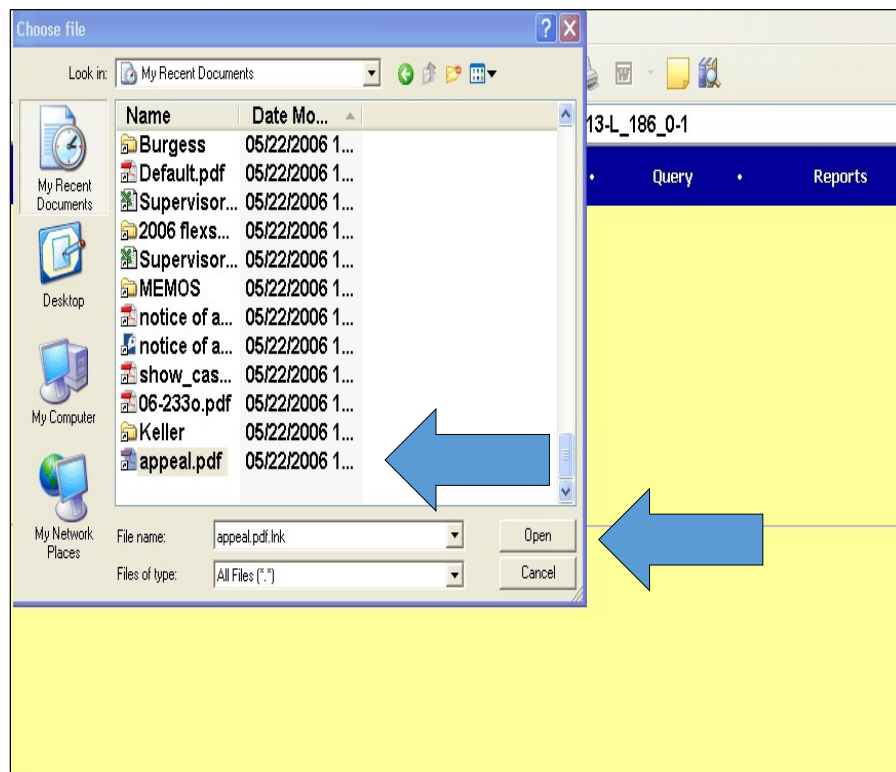 Choose file
Look in: My Recent Documents
13-L_186_0-1
• Query • Reports
My Recent Documents
Desktop
My Computer
My Network Places
Name Date Mo...
Burgess 05/22/2006 1...
Default.pdf 05/22/2006 1...
Supervisor... 05/22/2006 1...
2006 flexs... 05/22/2006 1...
Supervisor... 05/22/2006 1...
MEMOS 05/22/2006 1...
notice of a... 05/22/2006 1...
notice of a... 05/22/2006 1...
show_cas... 05/22/2006 1...
06-233o.pdf 05/22/2006 1...
Keller 05/22/2006 1...
appeal.pdf 05/22/2006 1...
File name: appeal.pdf.lnk Open
Files of type: All Files (*.*) Cancel